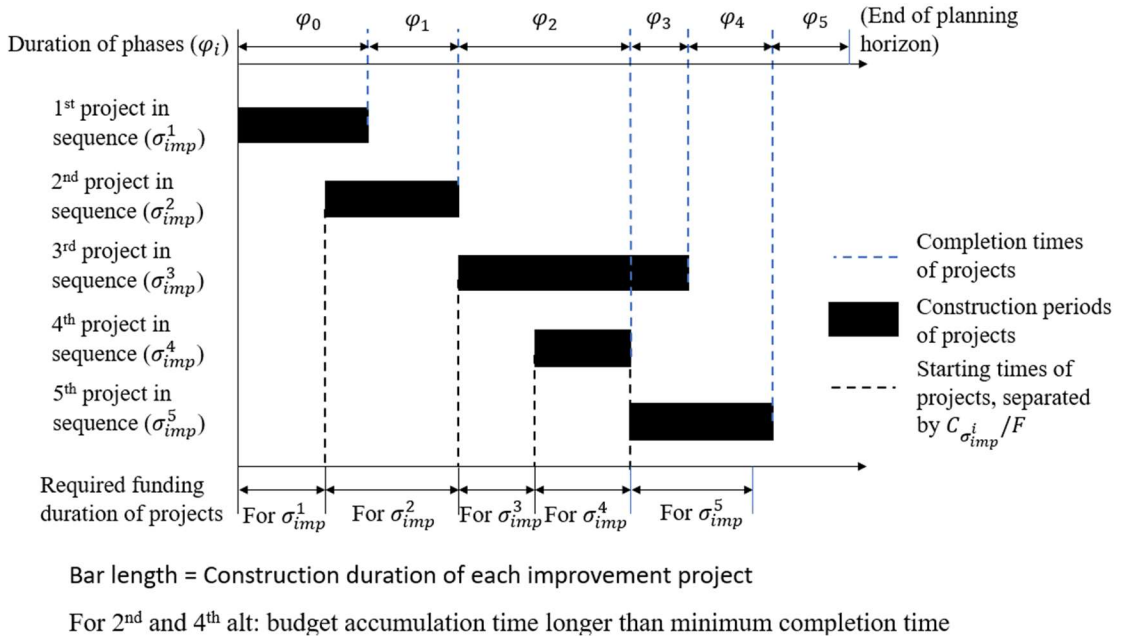 φ₀ φ₁ φ₂ φ₃ φ₄ φ₅ (End of planning
Duration of phases (φᵢ) horizon)
1st project in
sequence (σ¹imp)
2nd project in
sequence (σ²imp)
3rd project in
sequence (σ³imp)
4th project in
sequence (σ⁴imp)
5th project in
sequence (σ⁵imp)
Completion times
of projects
Construction periods
of projects
Starting times of
projects, separated
by Cσⁱimp/F
Required funding
duration of projects
For σ¹imp For σ²imp For σ³imp For σ⁴imp For σ⁵imp
Bar length = Construction duration of each improvement project
For 2nd and 4th alt: budget accumulation time longer than minimum completion time